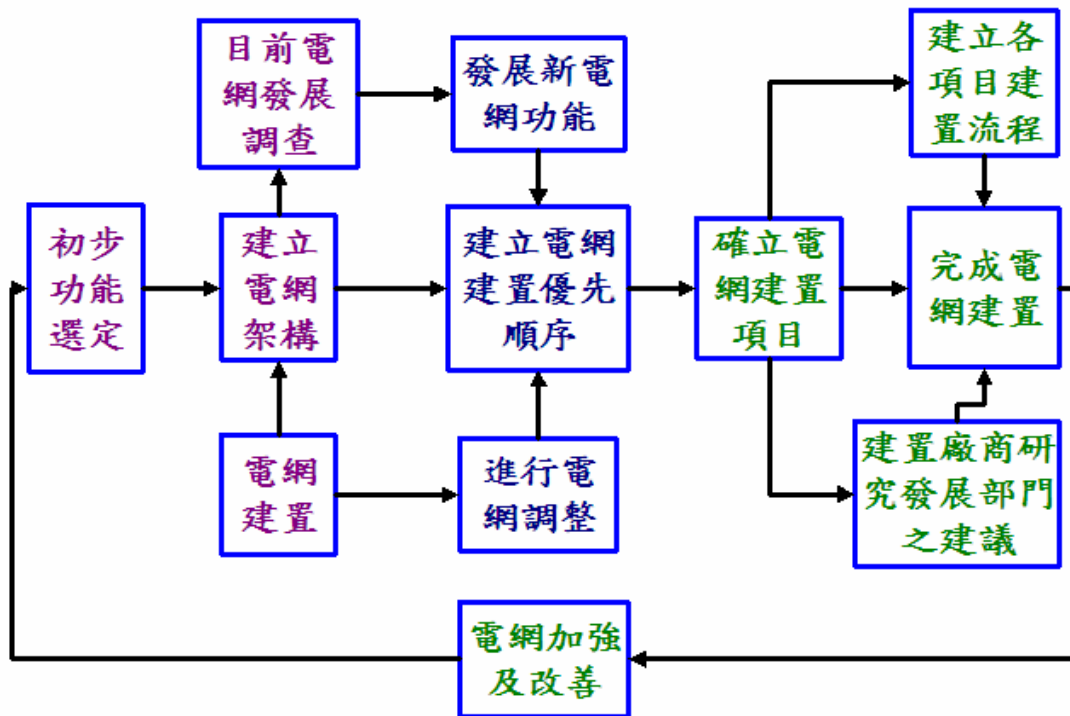 目前電
網發展
調查
發展新電
網功能
建立各
項目建
置流程
初步
功能
選定
建立
電網
架構
建立電網
建置優先
順序
確立電
網建置
項目
完成電
網建置
電網
建置
進行電
網調整
建置廠商研
究發展部門
之建議
電網加強
及改善